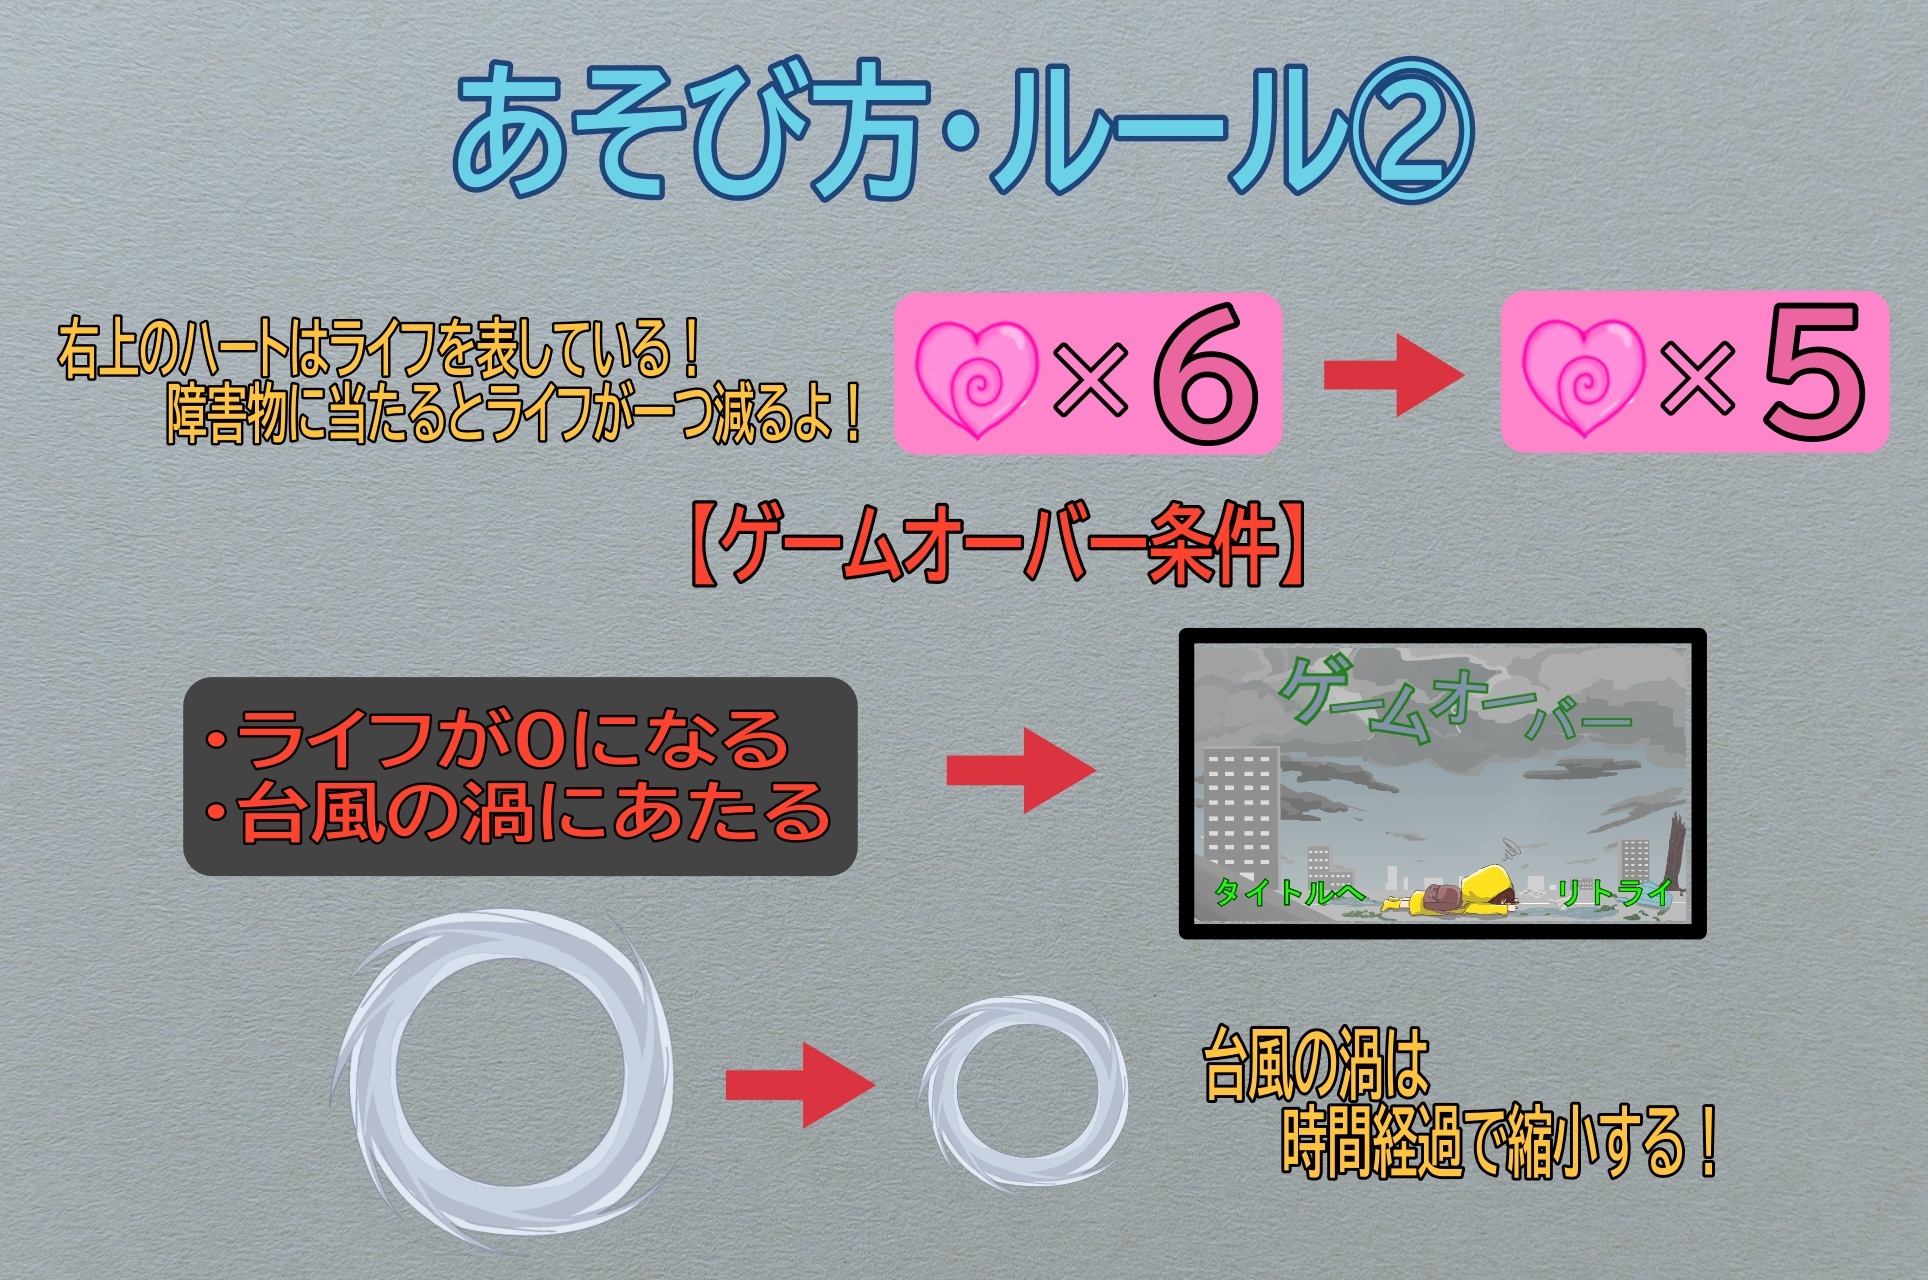 あそび方・ルール②
右上のハートはライフを表している！
障害物に当たるとライフが一つ減るよ！
×6
×5
【ゲームオーバー条件】
・ライフが0になる
・台風の渦にあたる
ゲームオーバー
タイトルへ
リトライ
台風の渦は
時間経過で縮小する！